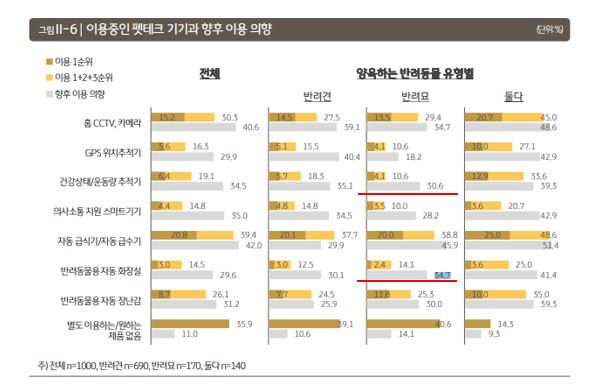 그림 II-6 | 이용중인 펫테크 기기과 향후 이용 의향 (단위: %)
이용 1순위
이용 1+2+3순위
향후 이용 의향
전체 양육하는 반려동물 유형별
반려견 반려묘 둘다
홈 CCTV, 카메라 15.2 30.3 40.6 14.5 27.5 39.1 13.5 29.4 34.7 20.7 45.0 48.6
GPS 위치추적기 5.6 16.3 29.9 5.1 15.5 40.4 4.1 10.6 18.2 10.0 27.1 42.9
건강상태/운동량 추적기 6.4 19.1 34.5 5.7 18.3 35.1 4.1 10.6 30.6 12.9 33.6 39.3
의사소통 지원 스마트기기 4.4 14.8 35.0 4.8 14.8 34.5 3.5 10.0 28.2 3.6 20.7 42.9
자동 급식기/자동 급수기 20.8 39.4 42.0 20.1 37.7 29.9 20.0 38.8 45.9 25.0 48.6 51.4
반려동물용 자동 화장실 3.0 14.5 29.6 3.0 12.5 30.1 2.4 14.1 34.7 3.6 25.0 41.4
반려동물용 자동 장난감 8.7 26.1 31.2 7.7 24.5 25.9 11.8 25.3 30.0 10.0 35.0 39.3
별도 이용하는/원하는
제품 없음 35.9 11.0 39.1 10.6 40.6 14.1 14.3 9.3
주) 전체 n=1000, 반려견 n=690, 반려묘 n=170, 둘다 n=140